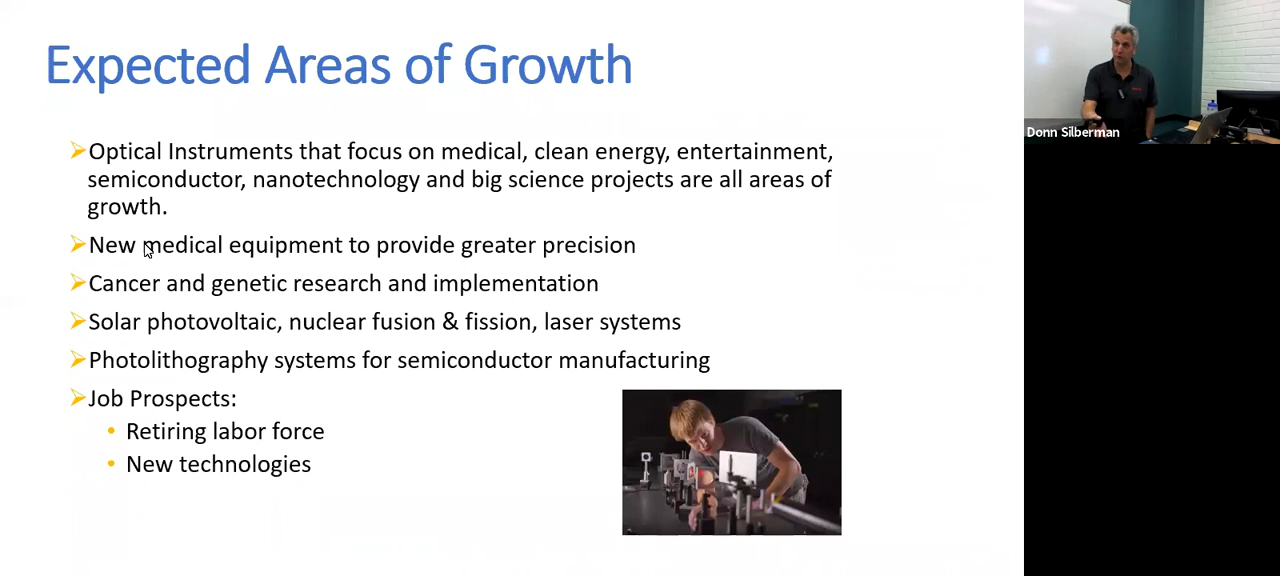 Expected Areas of Growth
Optical Instruments that focus on medical, clean energy, entertainment,
semiconductor, nanotechnology and big science projects are all areas of
growth.
New medical equipment to provide greater precision
Cancer and genetic research and implementation
Solar photovoltaic, nuclear fusion & fission, laser systems
Photolithography systems for semiconductor manufacturing
Job Prospects:
Retiring labor force
New technologies
Donn Silberman